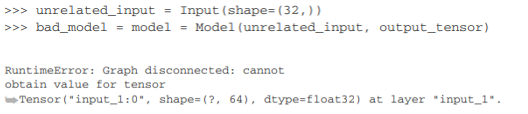 >>> unrelated_input = Input(shape=(32,))
>>> bad_model = model = Model(unrelated_input, output_tensor)
RuntimeError: Graph disconnected: cannot
obtain value for tensor
➥Tensor("input_1:0", shape=(?, 64), dtype=float32) at layer "input_1".